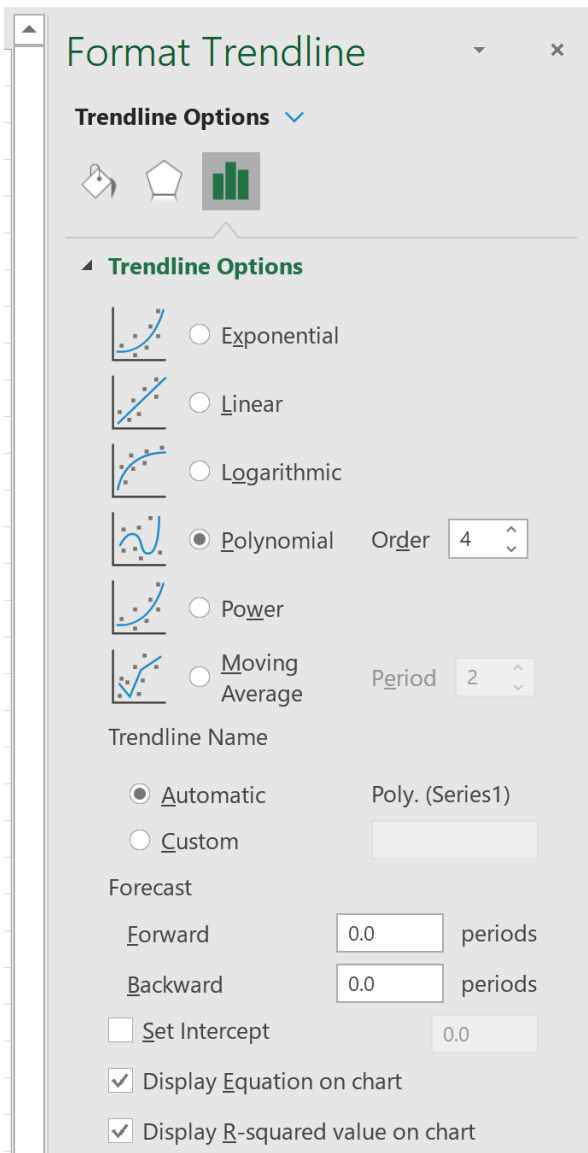 Format Trendline
Trendline Options
Trendline Options
Exponential
Linear
Logarithmic
Polynomial Order 4
Power
Moving
Average Period 2
Trendline Name
Automatic Poly. (Series1)
Custom
Forecast
Forward 0.0 periods
Backward 0.0 periods
Set Intercept 0.0
Display Equation on chart
Display R-squared value on chart